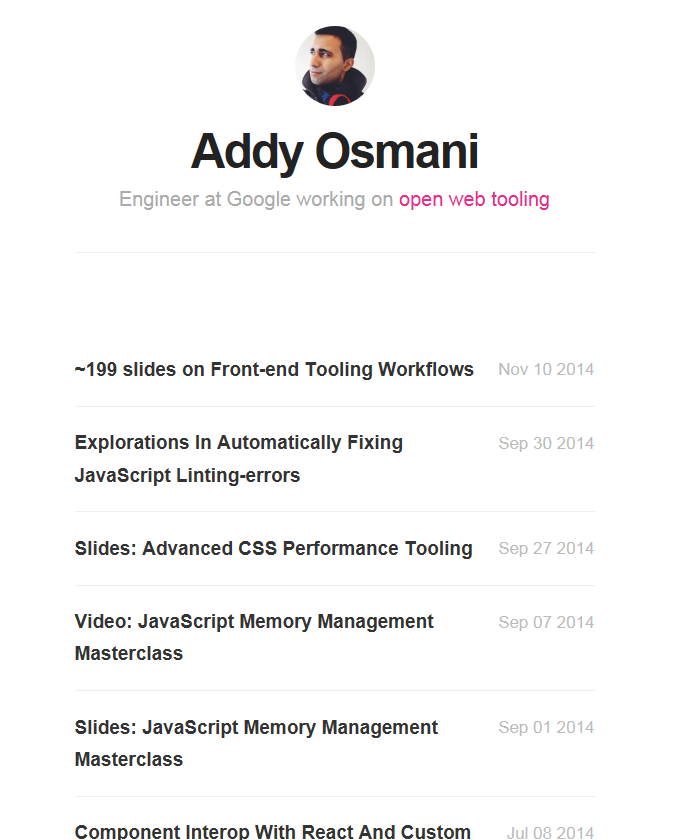 Addy Osmani
Engineer at Google working on open web tooling
~199 slides on Front-end Tooling Workflows Nov 10 2014
Explorations In Automatically Fixing Sep 30 2014
JavaScript Linting-errors
Slides: Advanced CSS Performance Tooling Sep 27 2014
Video: JavaScript Memory Management Sep 07 2014
Masterclass
Slides: JavaScript Memory Management Sep 01 2014
Masterclass
Component Interop With React And Custom Jul 08 2014